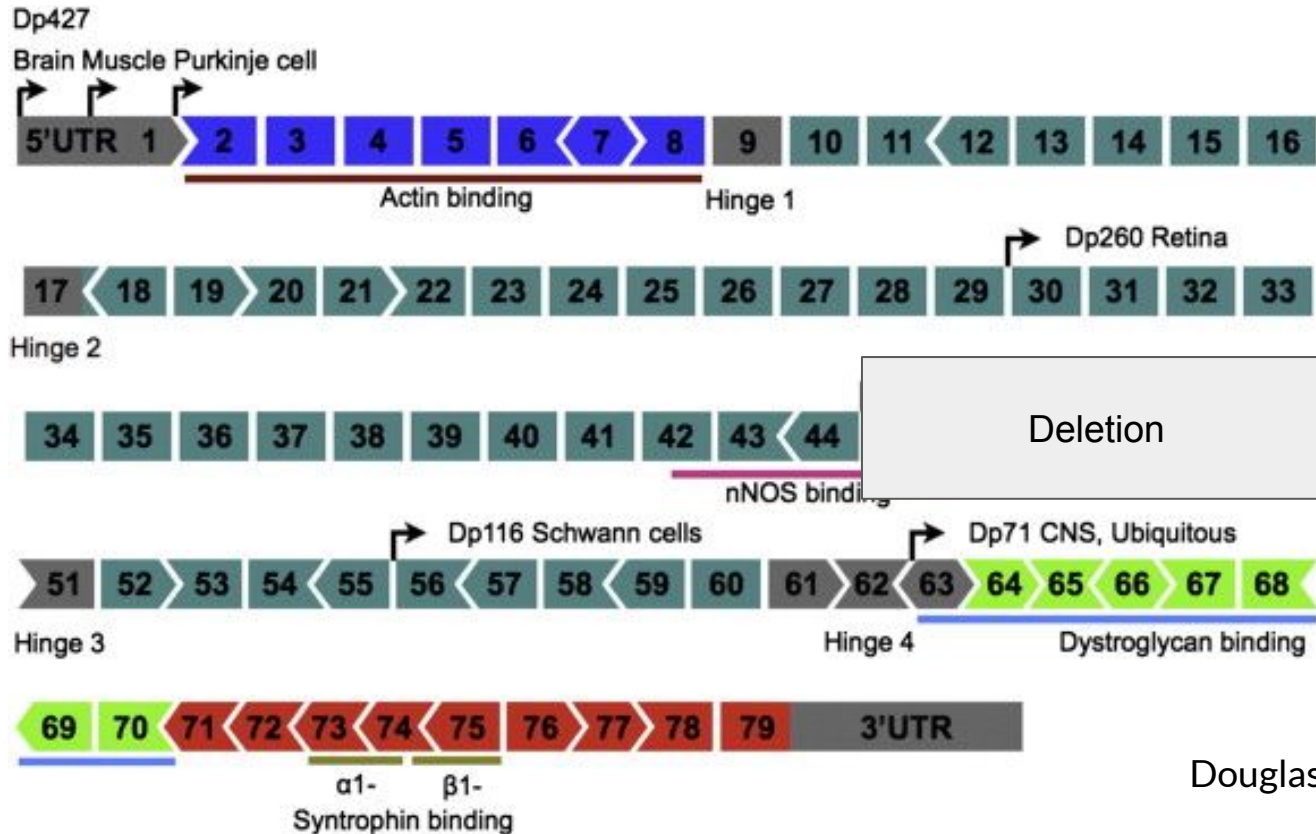 Dp427
Brain Muscle Purkinje cell
5'UTR 1 2 3 4 5 6 7 8 9 10 11 12 13 14 15 16
Actin binding Hinge 1
Dp260 Retina
17 18 19 20 21 22 23 24 25 26 27 28 29 30 31 32 33
Hinge 2
34 35 36 37 38 39 40 41 42 43 44 Deletion
nNOS binding
Dp116 Schwann cells Dp71 CNS, Ubiquitous
51 52 53 54 55 56 57 58 59 60 61 62 63 64 65 66 67 68
Hinge 3 Hinge 4 Dystroglycan binding
69 70 71 72 73 74 75 76 77 78 79 3'UTR
α1- β1-
Syntrophin binding
Douglas